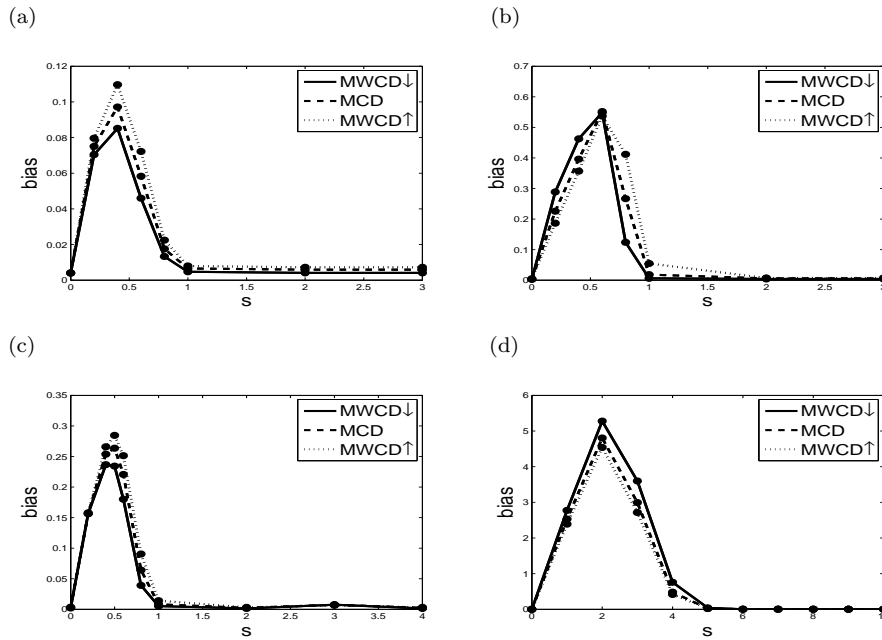 (a)
(b)
0.12
0.1
0.08
0.06
0.04
0.02
0
bias
0 0.5 1 1.5 2 2.5 3
s
MWCD↓
MCD
MWCD↑
0.7
0.6
0.5
0.4
0.3
0.2
0.1
0
bias
0 0.5 1 1.5 2 2.5 3
s
MWCD↓
MCD
MWCD↑
(c)
(d)
0.35
0.3
0.25
0.2
0.15
0.1
0.05
0
bias
0 0.5 1 1.5 2 2.5 3 3.5 4
s
MWCD↓
MCD
MWCD↑
6
5
4
3
2
1
0
bias
0 2 4 6 8 10
s
MWCD↓
MCD
MWCD↑